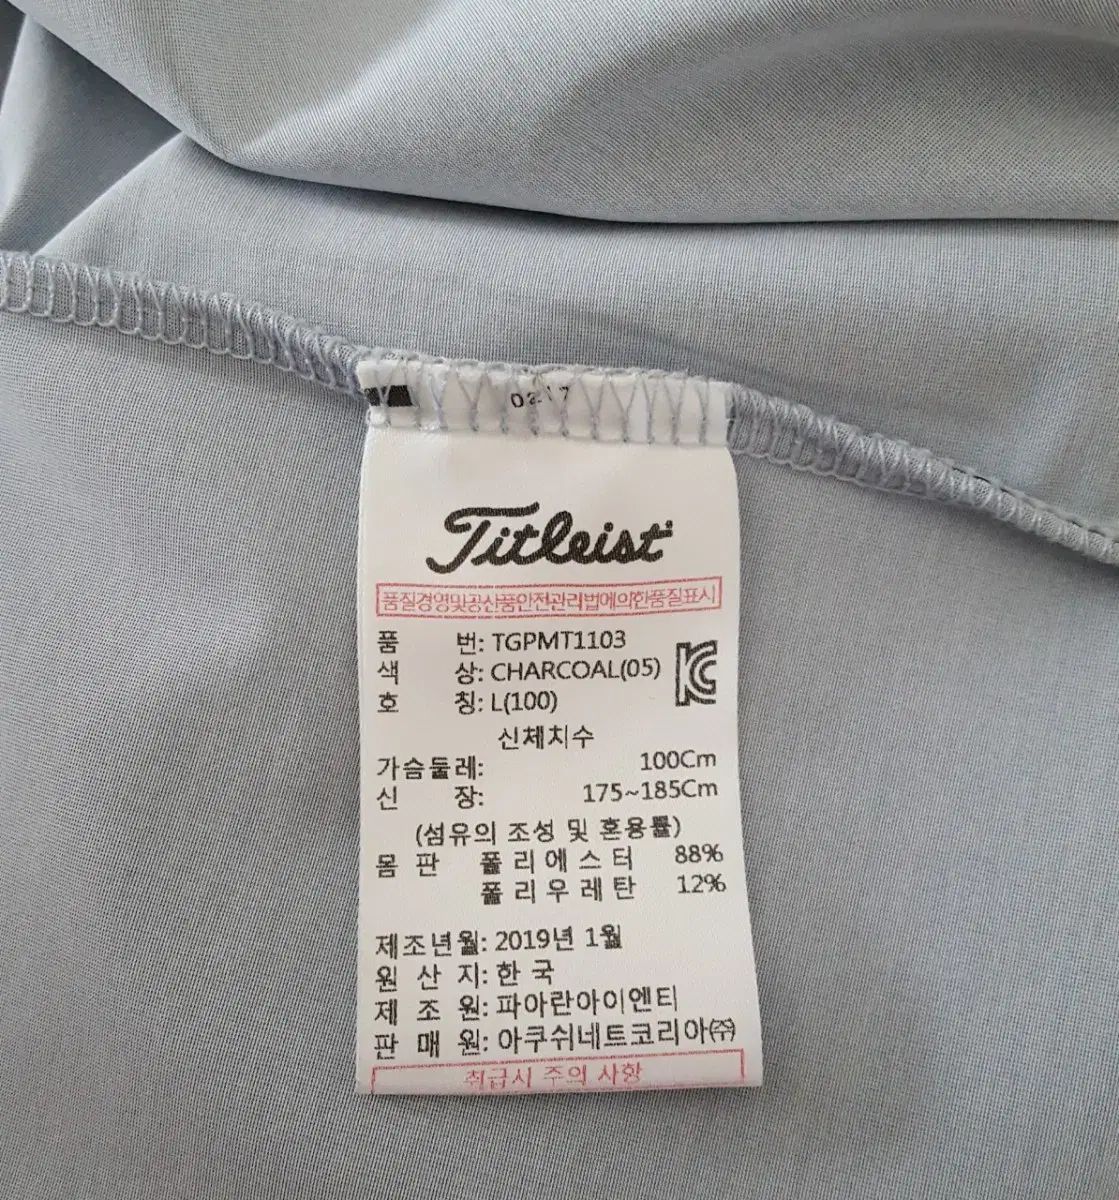 Titleist
품질경영및공산품안전관리법에의한품질표시
품 번: TGPMT1103
색 상: CHARCOAL(05)
호 칭: L(100)
신체치수
가슴둘레: 100Cm
신 장: 175~185Cm
(섬유의 조성 및 혼용률)
몸 판 폴리에스터 88%
폴리우레탄 12%
제조년월: 2019년 1월
원 산 지: 한 국
제 조 원: 파아란아이엔티
판 매 원: 아쿠쉬네트코리아㈜
취급시 주의 사항